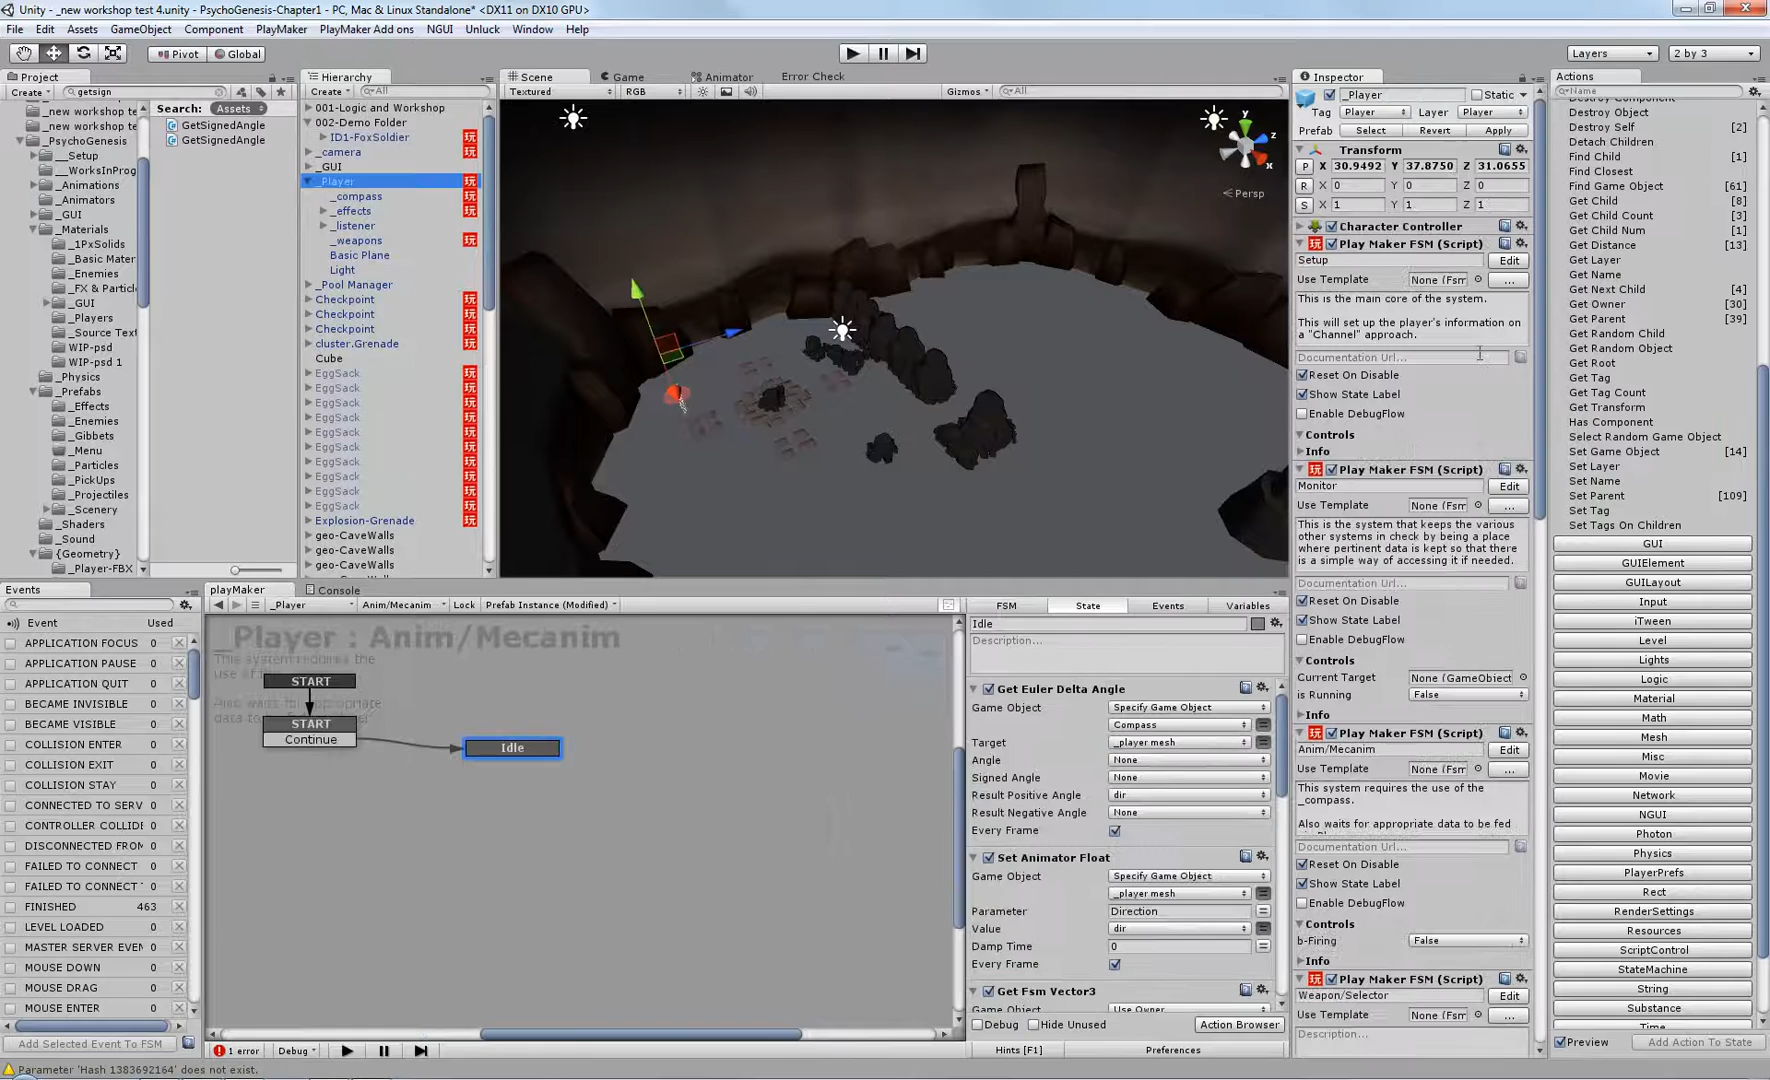 Unity - _new workshop test 4.unity - PsychoGenesis-Chapter1 - PC, Mac & Linux Standalone* <DX11 on DX10 GPU>
File Edit Assets GameObject Component PlayMaker PlayMaker Add ons NGUI Unluck Window Help
Pivot Global Layers 2 by 3
Project
Create getsign
_new workshop te
_new workshop te
_PsychoGenesis
__Setup
__WorksInProg
_Animations
_Animators
_GUI
_Materials
_1PxSolids
_Basic Mater
_Enemies
_FX & Particle
_GUI
_Players
_Source Text
WIP-psd
WIP-psd 1
_Physics
_Prefabs
_Effects
_Enemies
_Gibbets
_Menu
_Particles
_PickUps
_Projectiles
_Scenery
_Shaders
_Sound
{Geometry}
_Player-FBX
Search: Assets
GetSignedAngle
GetSignedAngle
Hierarchy
Create All
001-Logic and Workshop
002-Demo Folder
ID1-FoxSoldier
_camera
_GUI
_Player
_compass
_effects
_listener
_weapons
Basic Plane
Light
_Pool Manager
Checkpoint
Checkpoint
Checkpoint
cluster.Grenade
Cube
EggSack
EggSack
EggSack
EggSack
EggSack
EggSack
EggSack
EggSack
EggSack
EggSack
Explosion-Grenade
geo-CaveWalls
geo-CaveWalls
geo-CaveWalls
Scene Game Animator Error Check
Textured RGB Gizmos All
y
z
x
Persp
Inspector
_Player Static
Tag Player Layer Player
Prefab Select Revert Apply
Transform
P X 30.9492 Y 37.8750 Z 31.0655
R X 0 Y 0 Z 0
S X 1 Y 1 Z 1
Character Controller
Play Maker FSM (Script)
Setup Edit
Use Template None (Fsm ...
This is the main core of the system.
This will set up the player's information on
a "Channel" approach.
Documentation Url...
Reset On Disable
Show State Label
Enable DebugFlow
Controls
Info
Play Maker FSM (Script)
Monitor Edit
Use Template None (Fsm ...
This is the system that keeps the various
other systems in check by being a place
where pertinent data is kept so that there
is a simple way of accessing it if needed.
Documentation Url...
Reset On Disable
Show State Label
Enable DebugFlow
Controls
Current Target None (GameObject
is Running False
Info
Play Maker FSM (Script)
Anim/Mecanim Edit
Use Template None (Fsm ...
This system requires the use of the
_compass.
Also waits for appropriate data to be fed
Documentation Url...
Reset On Disable
Show State Label
Enable DebugFlow
Controls
b-Firing False
Info
Play Maker FSM (Script)
Weapon/Selector Edit
Use Template None (Fsm ...
Description...
Actions
Name
Destroy Component
Destroy Object
Destroy Self [2]
Detach Children
Find Child [1]
Find Closest
Find Game Object [61]
Get Child [8]
Get Child Count [3]
Get Child Num [1]
Get Distance [13]
Get Layer
Get Name
Get Next Child [4]
Get Owner [30]
Get Parent [39]
Get Random Child
Get Random Object
Get Root
Get Tag
Get Tag Count
Get Transform
Has Component
Select Random Game Object
Set Game Object [14]
Set Layer
Set Name
Set Parent [109]
Set Tag
Set Tags On Children
GUI
GUIElement
GUILayout
Input
iTween
Level
Lights
Logic
Material
Math
Mesh
Misc
Movie
Network
NGUI
Photon
Physics
PlayerPrefs
Rect
RenderSettings
Resources
ScriptControl
StateMachine
String
Substance
Time
Preview Add Action To State
Events
Event Used
APPLICATION FOCUS 0
APPLICATION PAUSE 0
APPLICATION QUIT 0
BECAME INVISIBLE 0
BECAME VISIBLE 0
COLLISION ENTER 0
COLLISION EXIT 0
COLLISION STAY 0
CONNECTED TO SERV 0
CONTROLLER COLLIDE 0
DISCONNECTED FROM 0
FAILED TO CONNECT 0
FAILED TO CONNECT 0
FINISHED 463
LEVEL LOADED 0
MASTER SERVER EVEN 0
MOUSE DOWN 0
MOUSE DRAG 0
MOUSE ENTER 0
Add Selected Event To FSM
playMaker Console
_Player Anim/Mecanim Lock Prefab Instance (Modified)
_Player : Anim/Mecanim
This system requires the
use of
Also waits for appropriate
START
START
Continue
Idle
1 error Debug
FSM State Events Variables
Idle
Description...
Get Euler Delta Angle
Game Object Specify Game Object
Compass
Target _player mesh
Angle None
Signed Angle None
Result Positive Angle dir
Result Negative Angle None
Every Frame
Set Animator Float
Game Object Specify Game Object
_player mesh
Parameter Direction
Value dir
Damp Time 0
Every Frame
Get Fsm Vector3
Game Object Use Owner
Debug Hide Unused Action Browser
Hints [F1] Preferences
Parameter 'Hash 1383692164' does not exist.